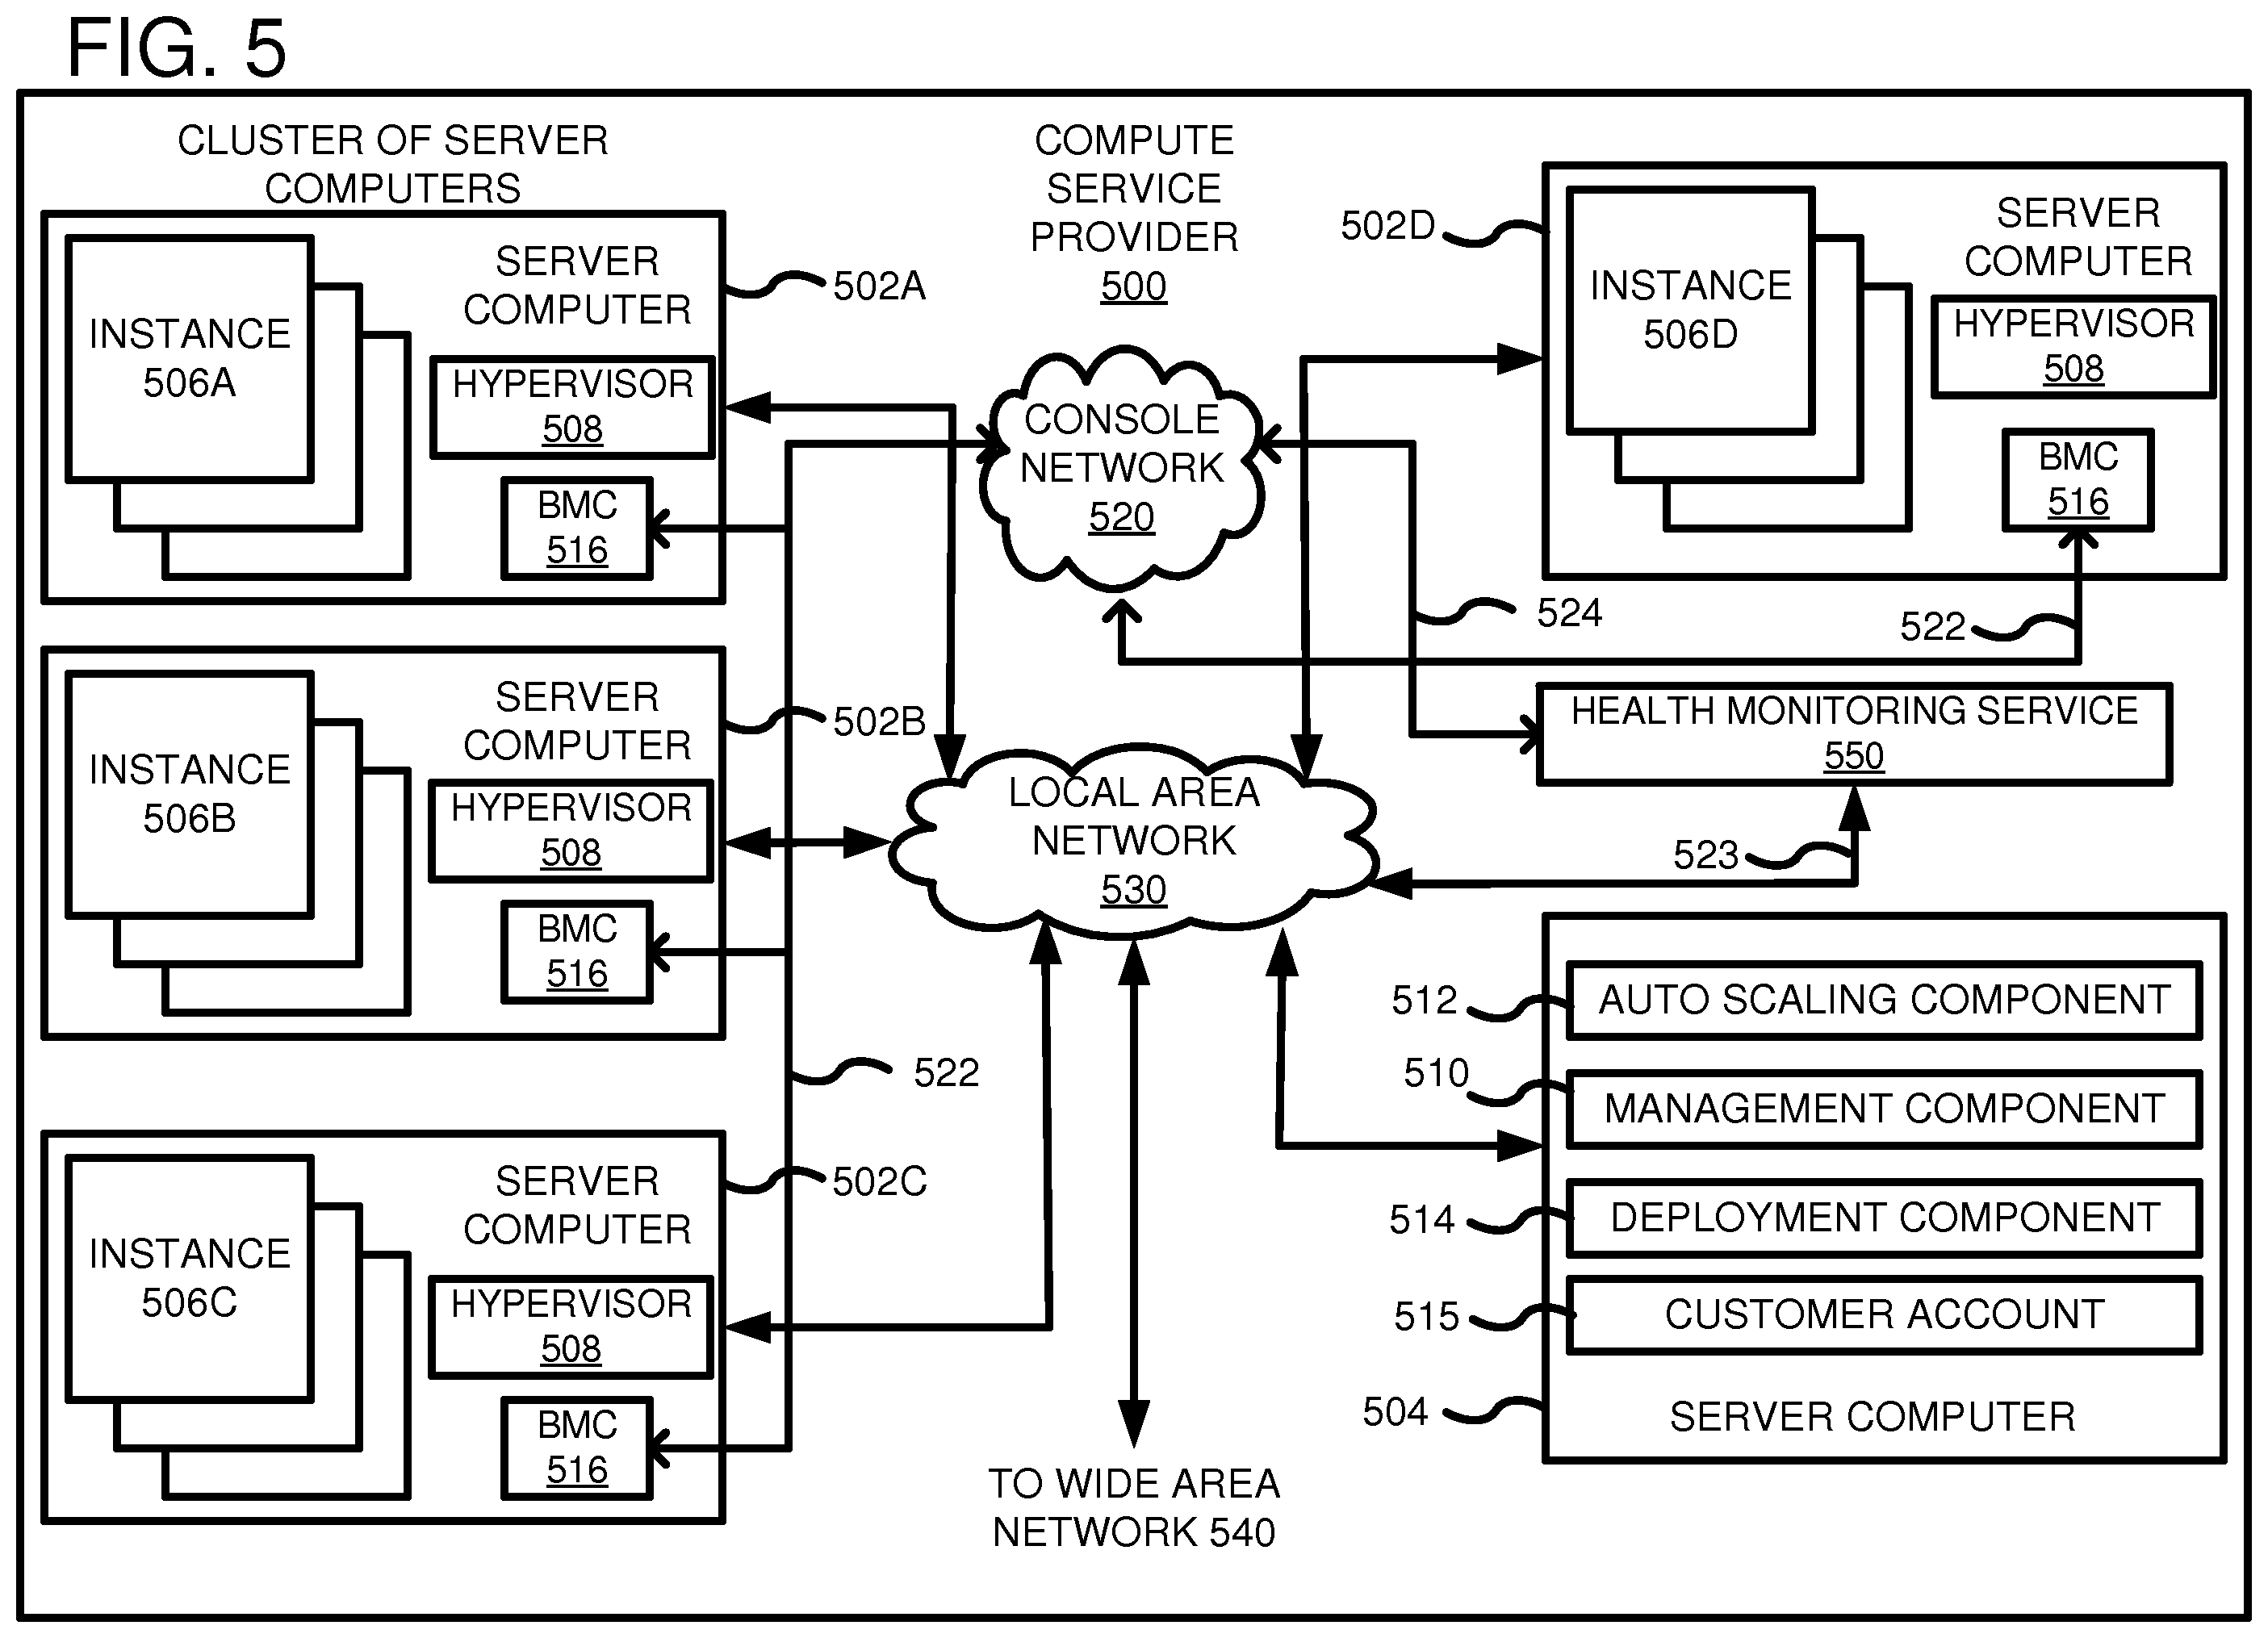 FIG. 5
CLUSTER OF SERVER
COMPUTERS
INSTANCE
506A
SERVER
COMPUTER
HYPERVISOR
508
BMC
516
502A
INSTANCE
506B
SERVER
COMPUTER
HYPERVISOR
508
BMC
516
502B
522
INSTANCE
506C
SERVER
COMPUTER
HYPERVISOR
508
BMC
516
502C
COMPUTE
SERVICE
PROVIDER
500
CONSOLE
NETWORK
520
LOCAL AREA
NETWORK
530
TO WIDE AREA
NETWORK 540
502D
INSTANCE
506D
SERVER
COMPUTER
HYPERVISOR
508
BMC
516
524
522
HEALTH MONITORING SERVICE
550
523
512
AUTO SCALING COMPONENT
510
MANAGEMENT COMPONENT
514
DEPLOYMENT COMPONENT
515
CUSTOMER ACCOUNT
504
SERVER COMPUTER